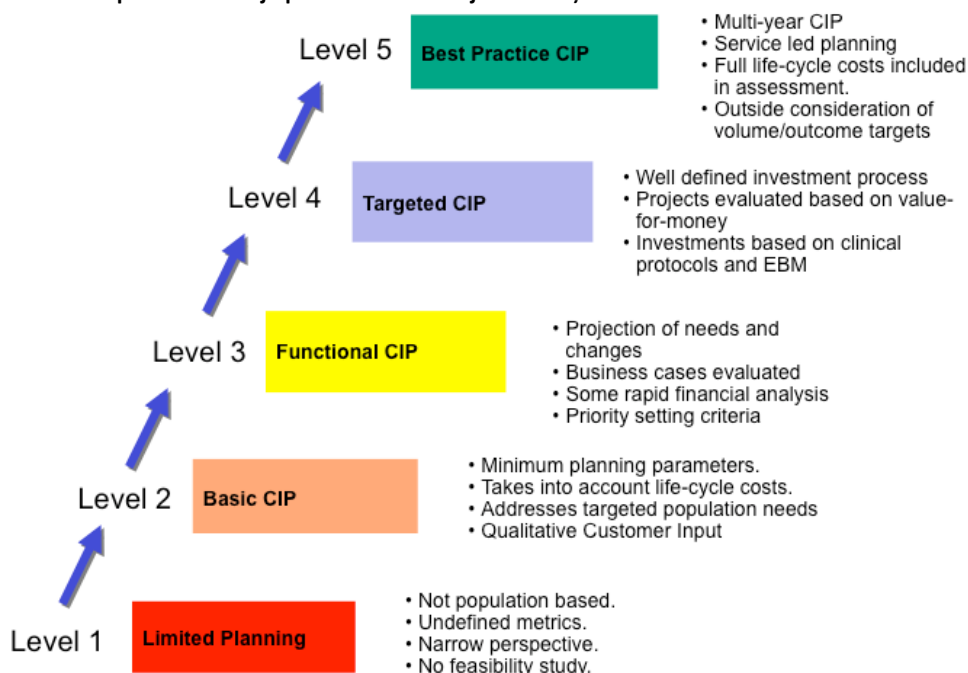 Level 5
Best Practice CIP
• Multi-year CIP
• Service led planning
• Full life-cycle costs included
in assessment.
• Outside consideration of
volume/outcome targets
Level 4
Targeted CIP
• Well defined investment process
• Projects evaluated based on value-
for-money
• Investments based on clinical
protocols and EBM
Level 3
Functional CIP
• Projection of needs and
changes
• Business cases evaluated
• Some rapid financial analysis
• Priority setting criteria
Level 2
Basic CIP
• Minimum planning parameters.
• Takes into account life-cycle costs.
• Addresses targeted population needs
• Qualitative Customer Input
Level 1
Limited Planning
• Not population based.
• Undefined metrics.
• Narrow perspective.
• No feasibility study.